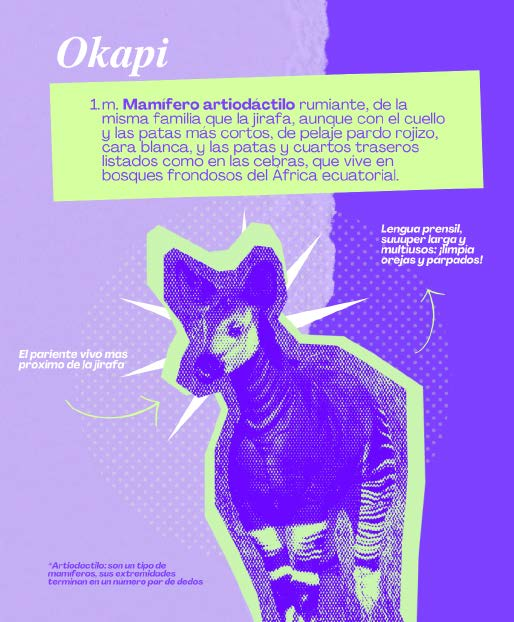 Okapi
1. m. Mamífero artiodáctilo rumiante, de la
misma familia que la jirafa, aunque con el cuello
y las patas más cortos, de pelaje pardo rojizo,
cara blanca, y las patas y cuartos traseros
listados como en las cebras, que vive en
bosques frondosos del África ecuatorial.
Lengua prensil,
suuuper larga y
multiusos: ¡limpia
orejas y parpados!
El pariente vivo mas
proximo de la jirafa
*Artiodactilo: son un tipo de
mamiferos, sus extremidades
terminan en un numero par de dedos